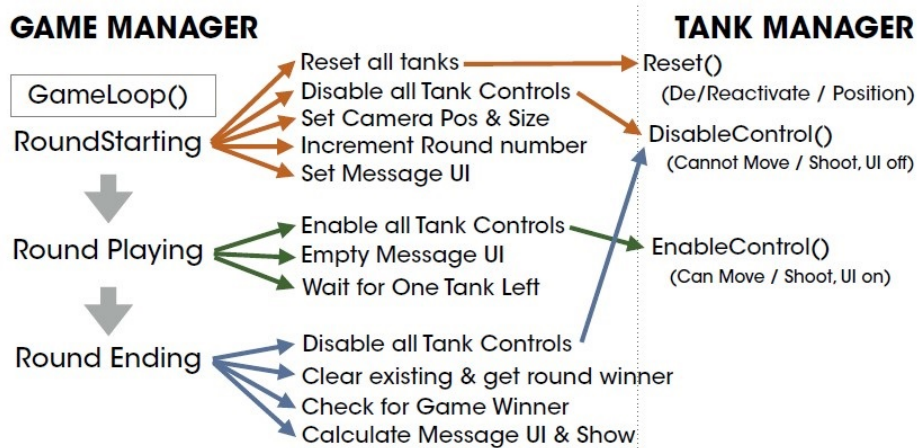 GAME MANAGER
TANK MANAGER
GameLoop()
RoundStarting
Reset all tanks
Disable all Tank Controls
Set Camera Pos & Size
Increment Round number
Set Message UI
Reset()
(De/Reactivate / Position)
DisableControl()
(Cannot Move / Shoot, UI off)
Round Playing
Enable all Tank Controls
Empty Message UI
Wait for One Tank Left
EnableControl()
(Can Move / Shoot, UI on)
Round Ending
Disable all Tank Controls
Clear existing & get round winner
Check for Game Winner
Calculate Message UI & Show